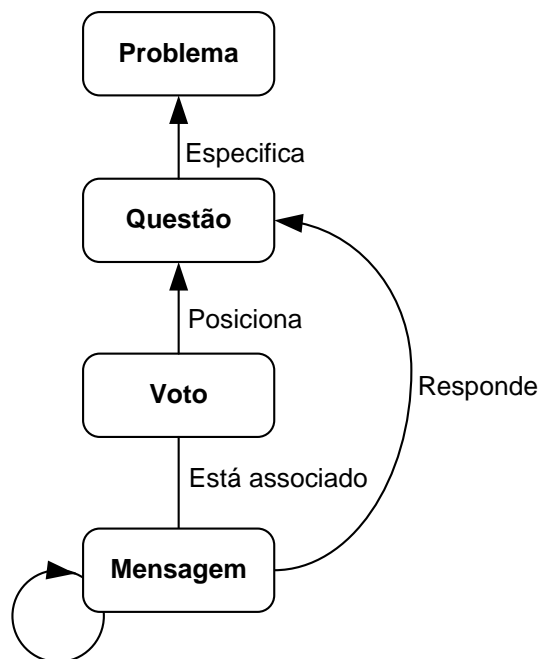 Problema
Especifica
Questão
Posiciona
Voto
Responde
Está associado
Mensagem